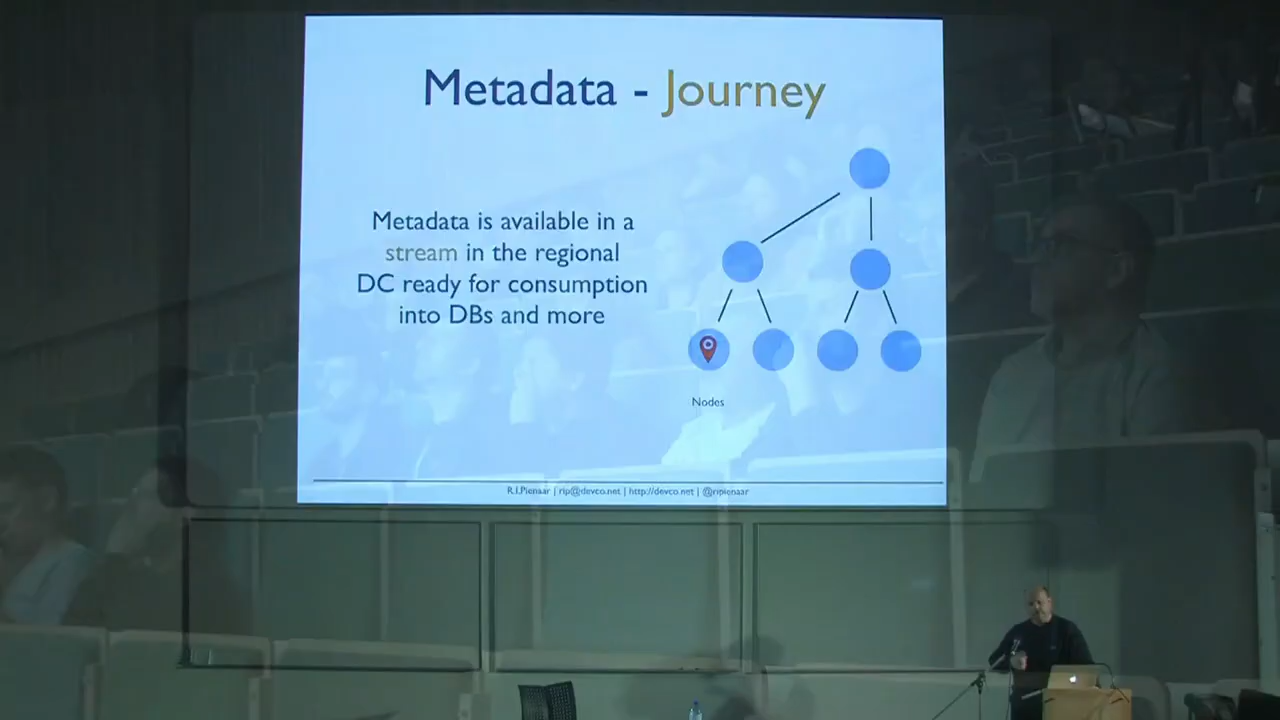 Metadata - Journey
Metadata is available in a
stream in the regional
DC ready for consumption
into DBs and more
Nodes
R.I.Pienaar | rip@devco.net | http://devco.net | @ripienaar